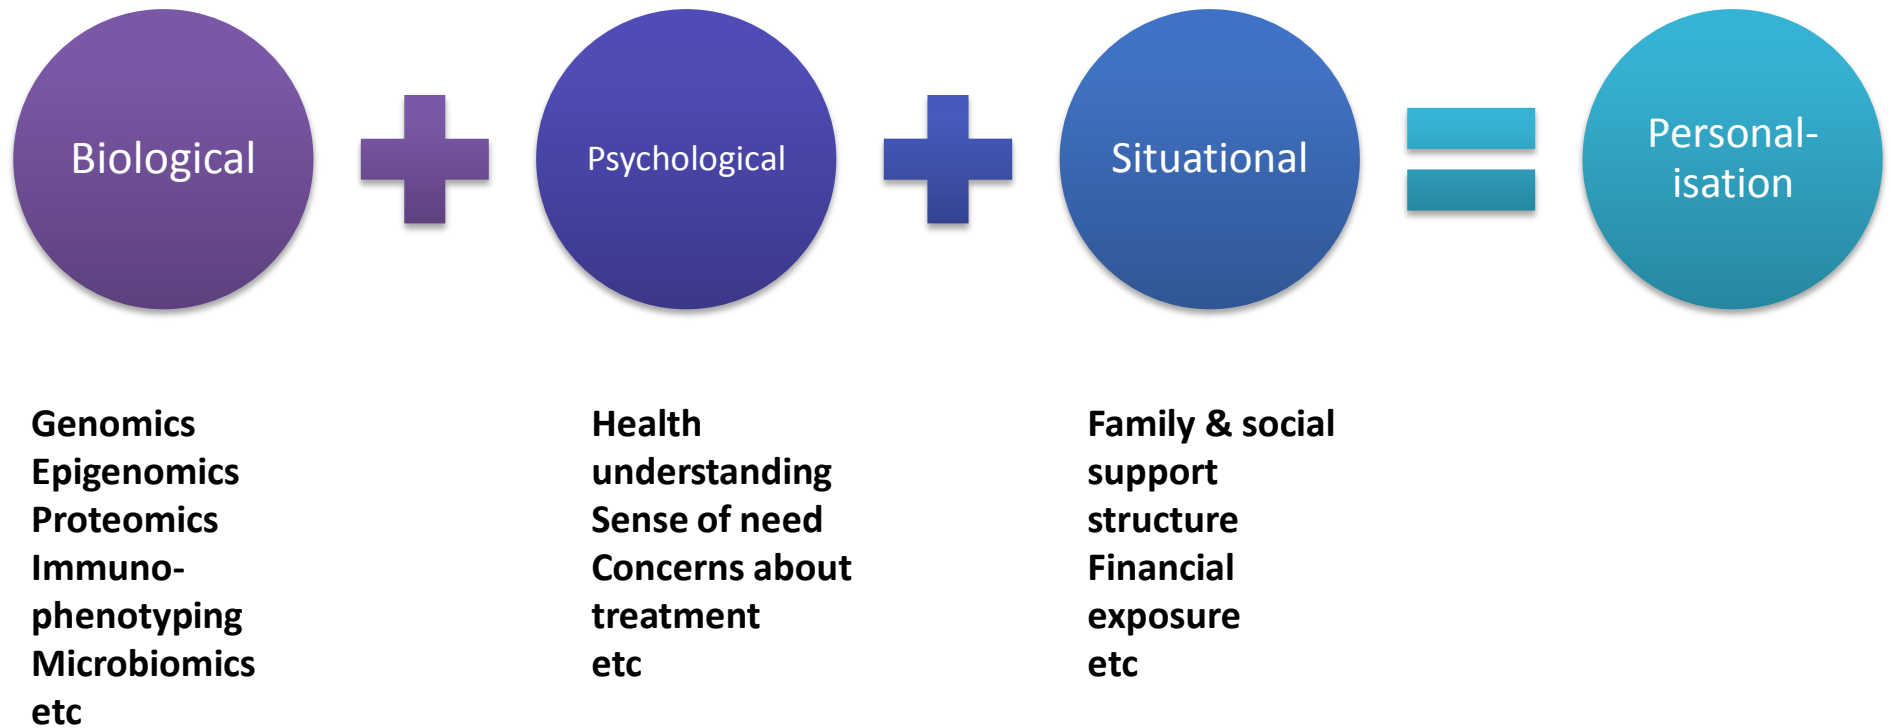 Biological
Psychological
Situational
Personal-
isation
Genomics
Epigenomics
Proteomics
Immuno-
phenotyping
Microbiomics
etc
Health
understanding
Sense of need
Concerns about
treatment
etc
Family & social
support
structure
Financial
exposure
etc